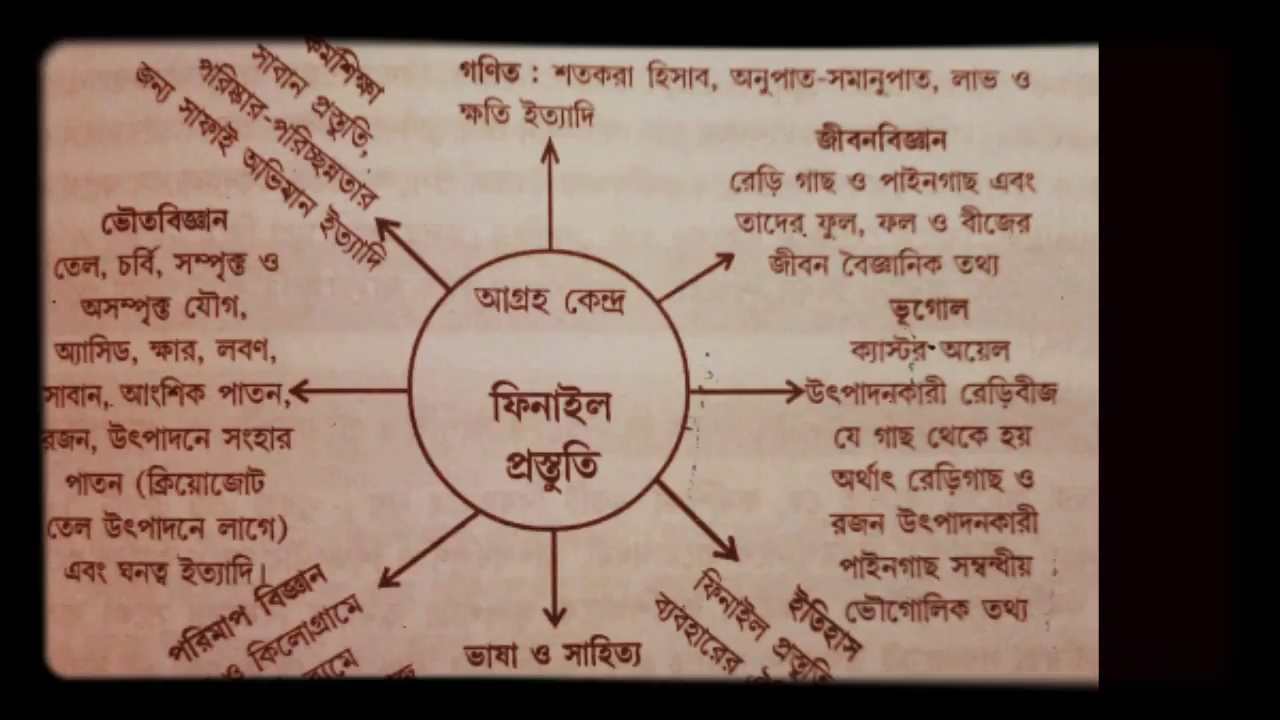 কর্মশিক্ষা
সাবান প্রস্তুতি,
পরিষ্কার-পরিচ্ছন্নতার
জন্য সাফাই অভিযান ইত্যাদি
গণিত : শতকরা হিসাব, অনুপাত-সমানুপাত, লাভ ও
ক্ষতি ইত্যাদি
জীবনবিজ্ঞান
রেড়ি গাছ ও পাইনগাছ এবং
তাদের ফুল, ফল ও বীজের
জীবন বৈজ্ঞানিক তথ্য
ভৌতবিজ্ঞান
তেল, চর্বি, সম্পৃক্ত ও
অসম্পৃক্ত যৌগ,
অ্যাসিড, ক্ষার, লবণ,
সাবান, আংশিক পাতন,
রজন, উৎপাদনে সংহার
পাতন (ক্রিয়োজোট
তেল উৎপাদনে লাগে)
এবং ঘনত্ব ইত্যাদি।
আগ্রহ কেন্দ্র
ফিনাইল
প্রস্তুতি
ভূগোল
ক্যাস্টর অয়েল
উৎপাদনকারী রেড়িবীজ
যে গাছ থেকে হয়
অর্থাৎ রেড়িগাছ ও
রজন উৎপাদনকারী
পাইনগাছ সম্বন্ধীয়
ভৌগোলিক তথ্য
পরিমাপ বিজ্ঞান
ও কিলোগ্রামে
ভাষা ও সাহিত্য
ইতিহাস
ফিনাইল প্রস্তুতি
ব্যবহারের